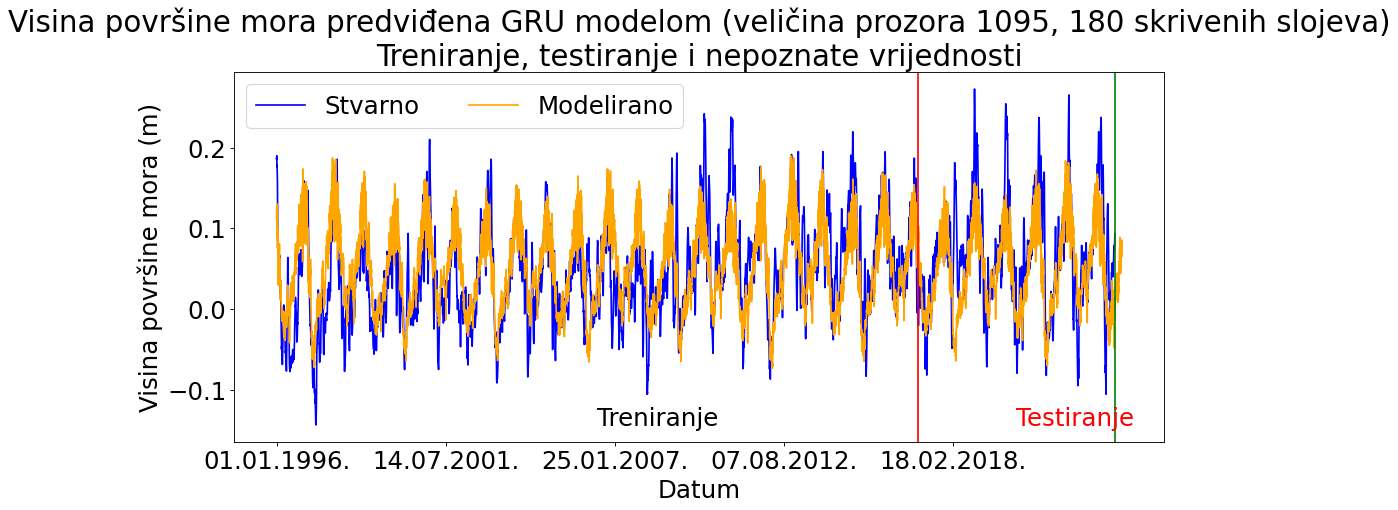 Visina površine mora predviđena GRU modelom (veličina prozora 1095, 180 skrivenih slojeva)
Treniranje, testiranje i nepoznate vrijednosti
Stvarno
Modelirano
Visina površine mora (m)
0.2
0.1
0.0
−0.1
Treniranje
Testiranje
01.01.1996.
14.07.2001.
25.01.2007.
07.08.2012.
18.02.2018.
Datum